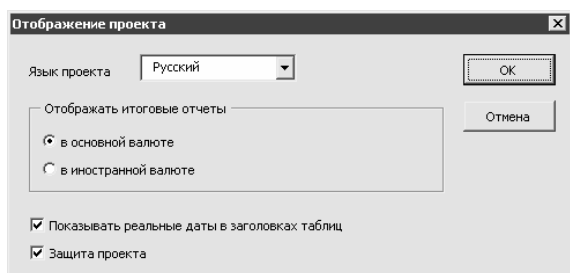 Отображение проекта
Язык проекта Русский OK
Отображать итоговые отчеты Отмена
в основной валюте
в иностранной валюте
Показывать реальные даты в заголовках таблиц
Защита проекта